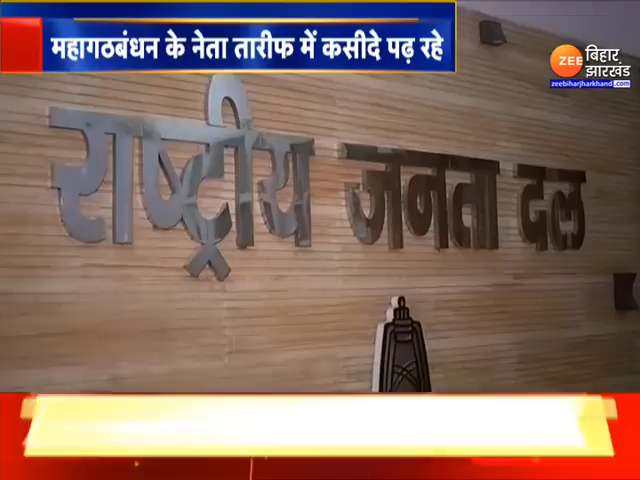 महागठबंधन के नेता तारीफ में कसीदे पढ़ रहे
ZEE बिहार झारखंड
zeebiharjharkhand.com
राष्ट्रीय जनता दल